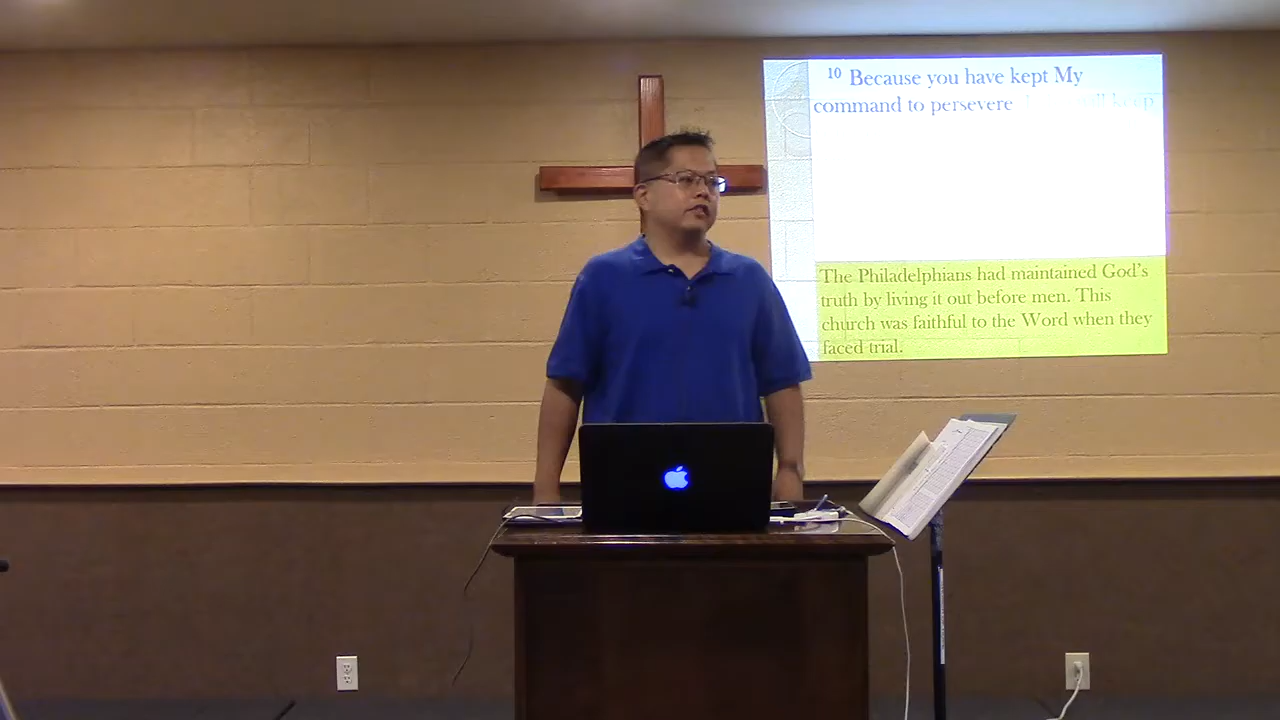 10 Because you have kept My
command to persevere keep
The Philadelphians had maintained God's
truth by living it out before men. This
church was faithful to the Word when they
faced trial.